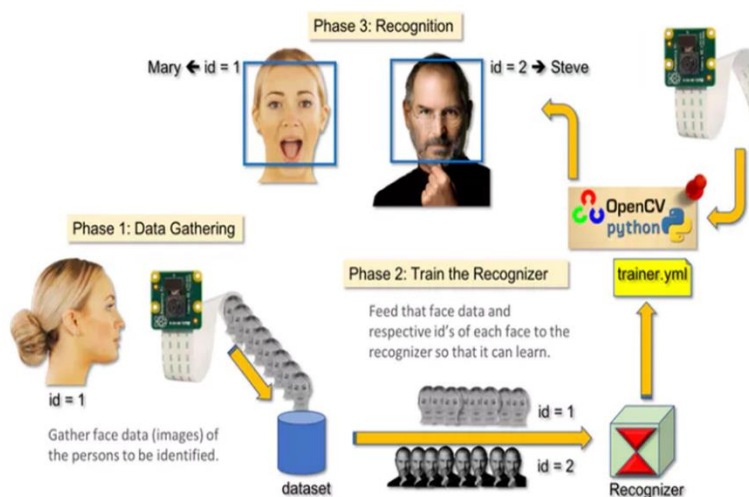 Phase 3: Recognition
Mary ← id = 1
id = 2 → Steve
OpenCV
python
Phase 1: Data Gathering
Phase 2: Train the Recognizer
trainer.yml
Feed that face data and
respective id's of each face to the
recognizer so that it can learn.
id = 1
Gather face data (images) of
the persons to be identified.
id = 1
id = 2
dataset
Recognizer